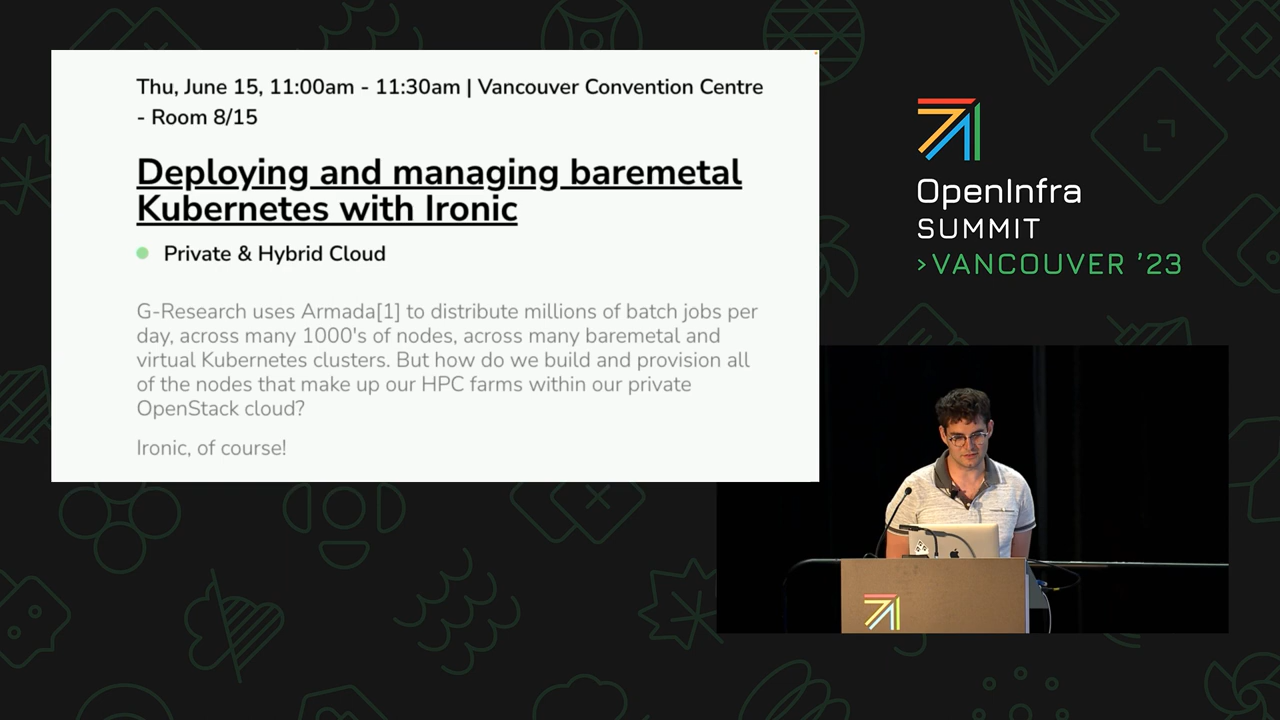 Thu, June 15, 11:00am - 11:30am | Vancouver Convention Centre
- Room 8/15
Deploying and managing baremetal
Kubernetes with Ironic
Private & Hybrid Cloud
G-Research uses Armada[1] to distribute millions of batch jobs per
day, across many 1000's of nodes, across many baremetal and
virtual Kubernetes clusters. But how do we build and provision all
of the nodes that make up our HPC farms within our private
OpenStack cloud?
Ironic, of course!
OpenInfra
SUMMIT
>VANCOUVER '23